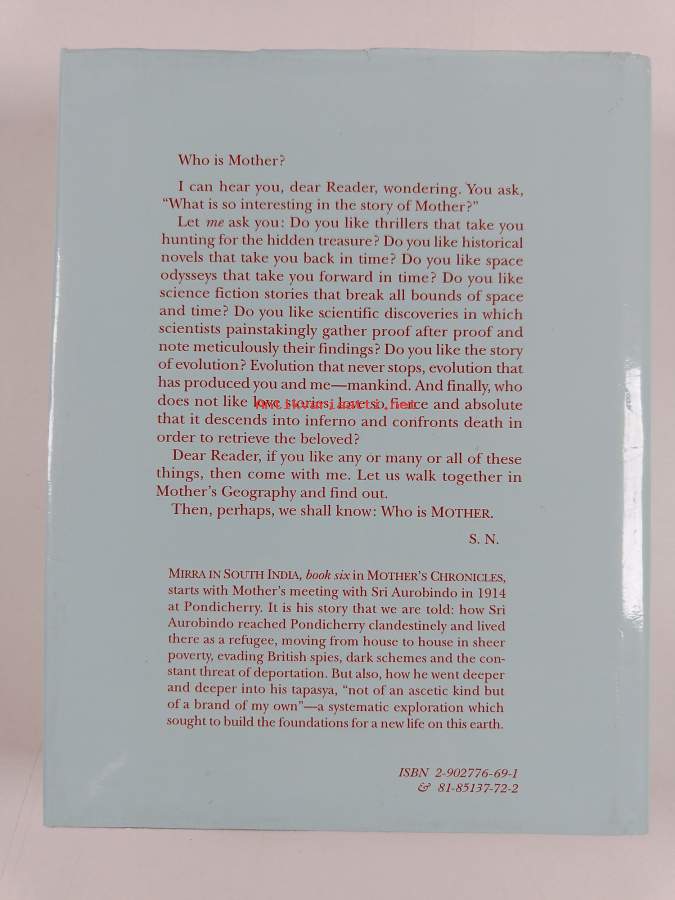 Who is Mother?
I can hear you, dear Reader, wondering. You ask,
“What is so interesting in the story of Mother?”
Let me ask you: Do you like thrillers that take you
hunting for the hidden treasure? Do you like historical
novels that take you back in time? Do you like space
odysseys that take you forward in time? Do you like
science fiction stories that break all bounds of space
and time? Do you like scientific discoveries in which
scientists painstakingly gather proof after proof and
note meticulously their findings? Do you like the story
of evolution? Evolution that never stops, evolution that
has produced you and me—mankind. And finally, who
does not like love stories, love so fierce and absolute
that it descends into inferno and confronts death in
order to retrieve the beloved?
Dear Reader, if you like any or many or all of these
things, then come with me. Let us walk together in
Mother’s Geography and find out.
Then, perhaps, we shall know: Who is MOTHER.
S. N.
MIRRA IN SOUTH INDIA, book six in MOTHER’S CHRONICLES,
starts with Mother’s meeting with Sri Aurobindo in 1914
at Pondicherry. It is his story that we are told: how Sri
Aurobindo reached Pondicherry clandestinely and lived
there as a refugee, moving from house to house in sheer
poverty, evading British spies, dark schemes and the con-
stant threat of deportation. But also, how he went deeper
and deeper into his tapasya, “not of an ascetic kind but
of a brand of my own”—a systematic exploration which
sought to build the foundations for a new life on this earth.
ISBN 2-902776-69-1
& 81-85137-72-2